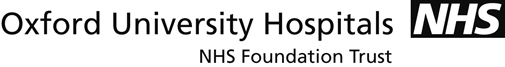 Oxford University Hospitals NHS
NHS Foundation Trust